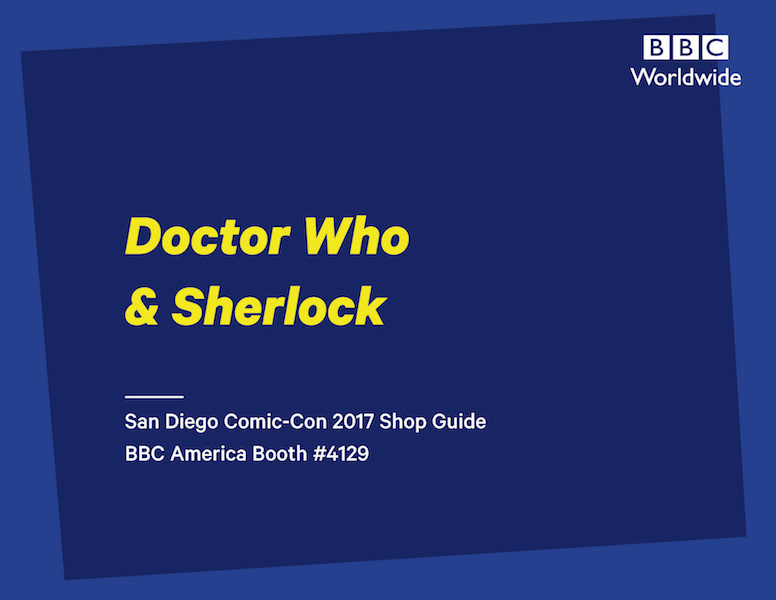 BBC
Worldwide
Doctor Who
& Sherlock
San Diego Comic-Con 2017 Shop Guide
BBC America Booth #4129